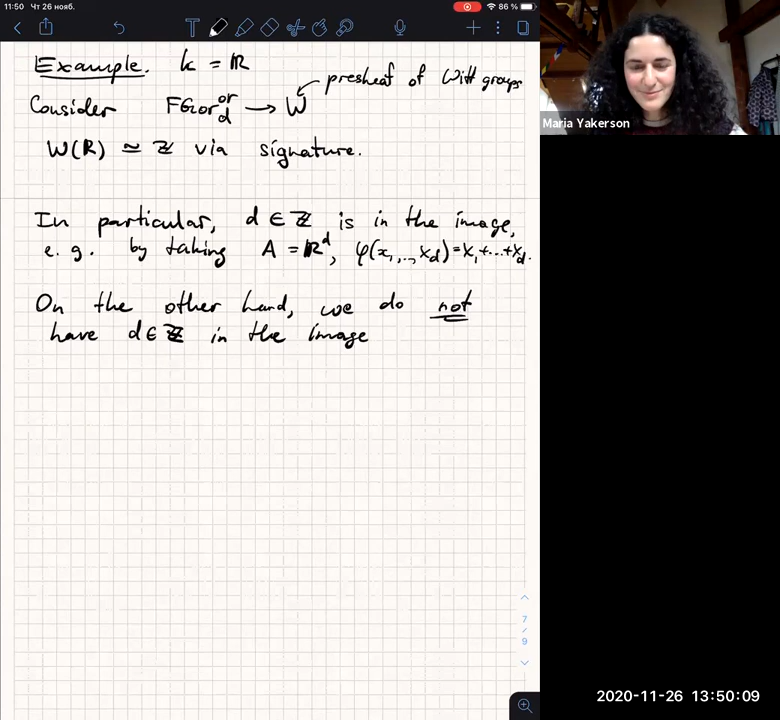 11:50 Чт 26 нояб.
86 %
Example. k = ℝ
presheaf of Witt groups
Consider FGor_d^or → W
W(ℝ) ≃ ℤ via signature.
In particular, d ∈ ℤ is in the image,
e.g. by taking A = ℝ^d, φ(x₁,..,x_d) = x₁+...+x_d.
On the other hand, we do not
have d ∈ ℤ in the image
7
/
9
Maria Yakerson
2020-11-26 13:50:09